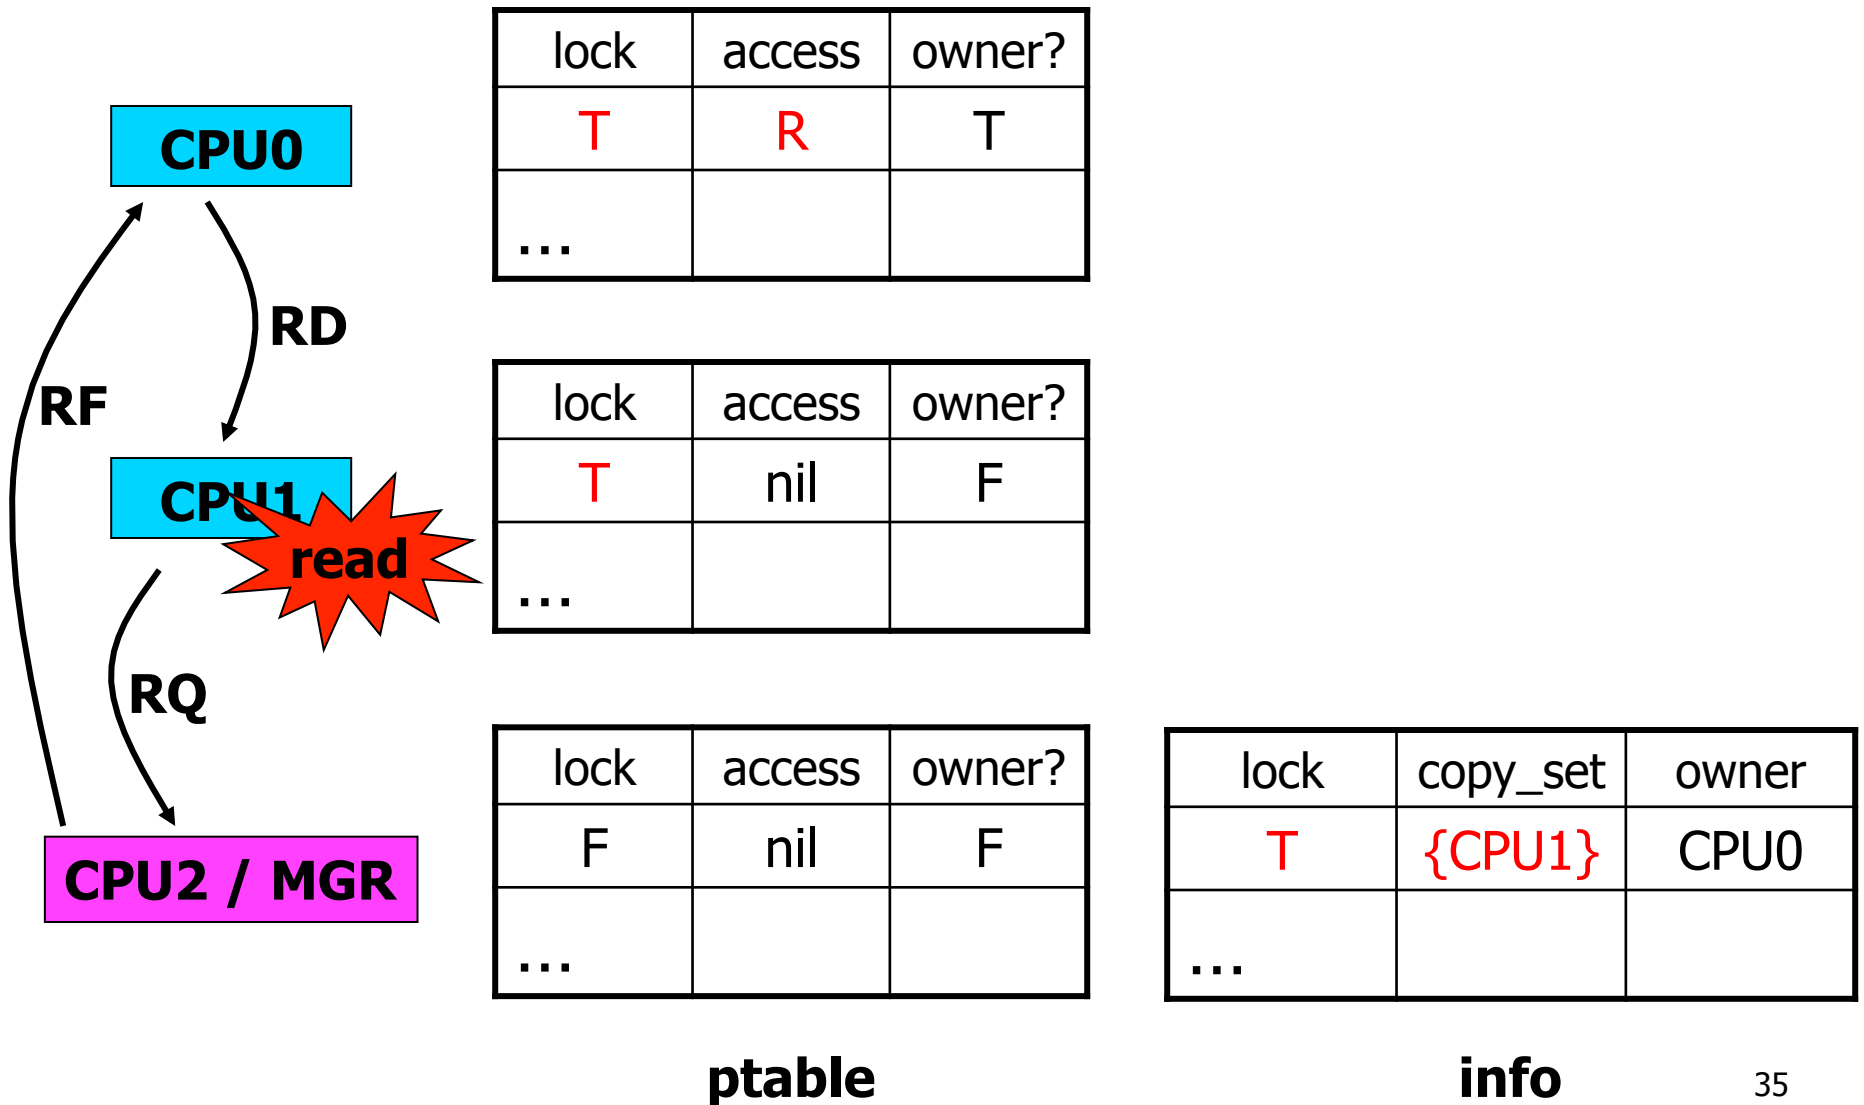 lock access owner?
T R T
...
CPU0
RD
RF
lock access owner?
T nil F
...
CPU1
read
RQ
lock access owner?
F nil F
...
CPU2 / MGR
lock copy_set owner
T {CPU1} CPU0
...
ptable
info
35